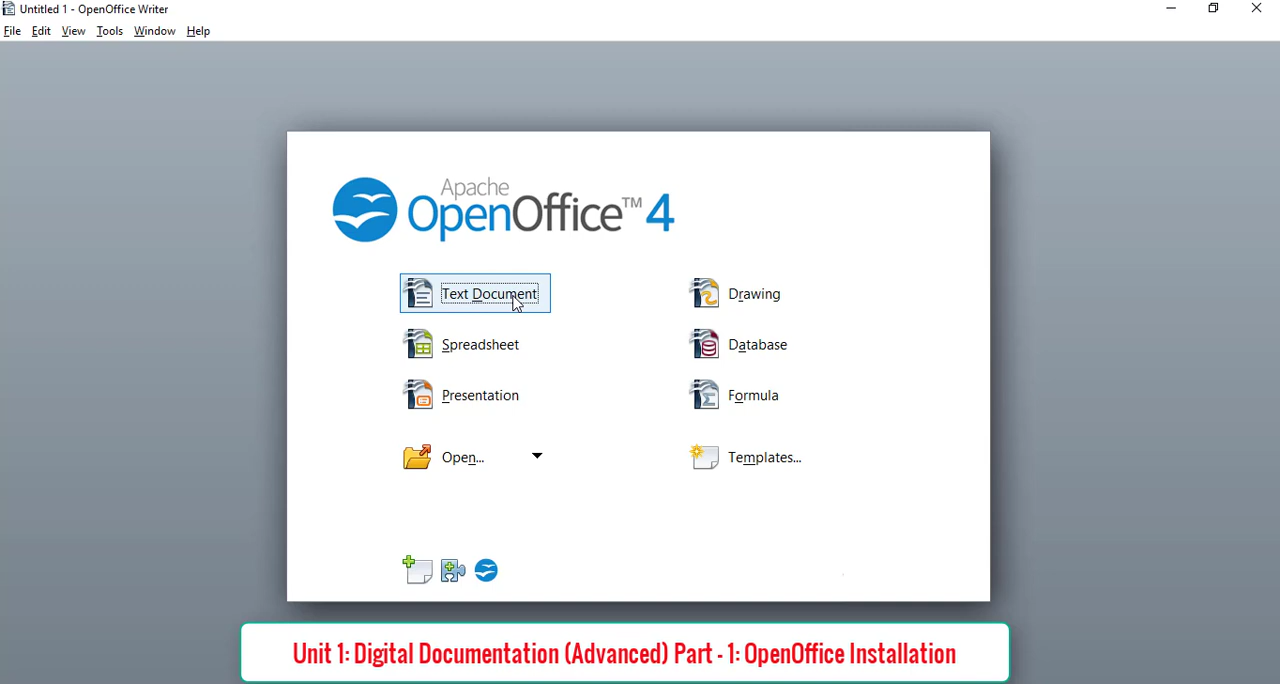 Untitled 1 - OpenOffice Writer
File Edit View Tools Window Help
Apache
OpenOffice™ 4
Text Document
Drawing
Spreadsheet
Database
Presentation
Formula
Open...
Templates...
Unit 1: Digital Documentation (Advanced) Part - 1: OpenOffice Installation